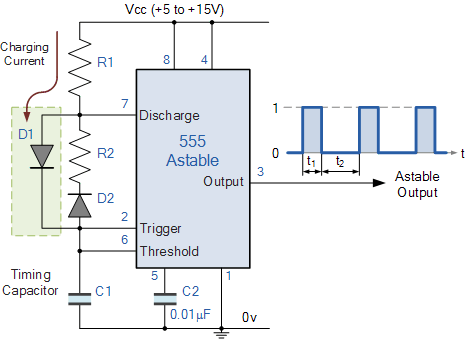 Vcc (+5 to +15V)
Charging
Current
R1
8
4
7
Discharge
D1
R2
555
Astable
D2
Output
3
2
Trigger
6
Threshold
1
0
t1
t2
t
Astable
Output
Timing
Capacitor
C1
5
C2
0.01μF
1
0v